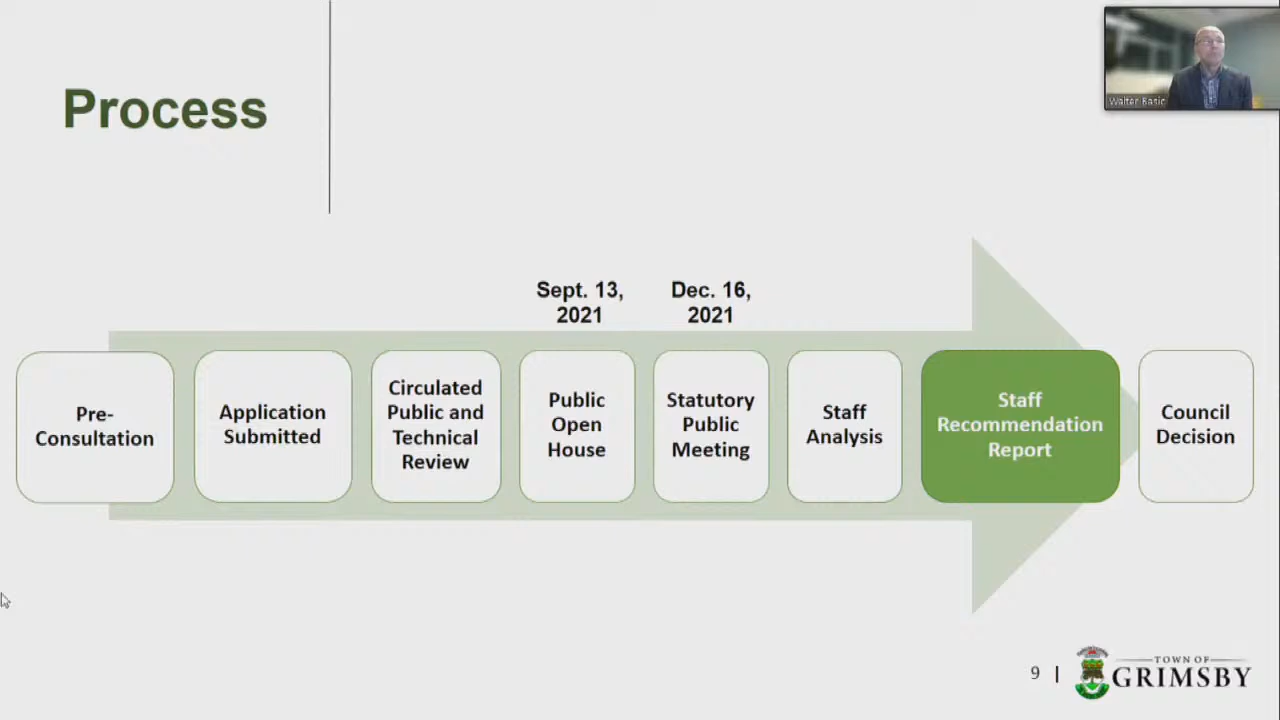 Process
Walter Basic
Sept. 13,
2021
Dec. 16,
2021
Pre-
Consultation
Application
Submitted
Circulated
Public and
Technical
Review
Public
Open
House
Statutory
Public
Meeting
Staff
Analysis
Staff
Recommendation
Report
Council
Decision
9 |
TOWN OF
GRIMSBY